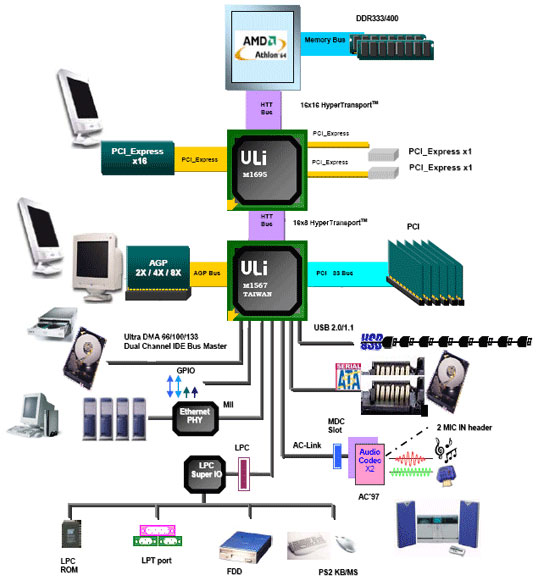 DDR333/400
AMD
Athlon 64
Memory Bus
HTT
Bus
16x16 HyperTransport™
PCI_Express
x16
PCI_Express
ULi
M1695
PCI_Express
PCI_Express
PCI_Express x1
PCI_Express x1
HTT
Bus
16x8 HyperTransport™
AGP
2X / 4X / 8X
AGP Bus
ULi
M1567
TAIWAN
PCI 33 Bus
PCI
Ultra DMA 66/100/133
Dual Channel IDE Bus Master
USB 2.0/1.1
USB
GPIO
SERIAL
ATA
Ethernet
PHY
MII
MDC
Slot
2 MIC IN header
AC-Link
Audio
Codec
X2
AC'97
LPC
Super IO
LPC
LPC
ROM
LPT port
FDD
PS2 KB/MS